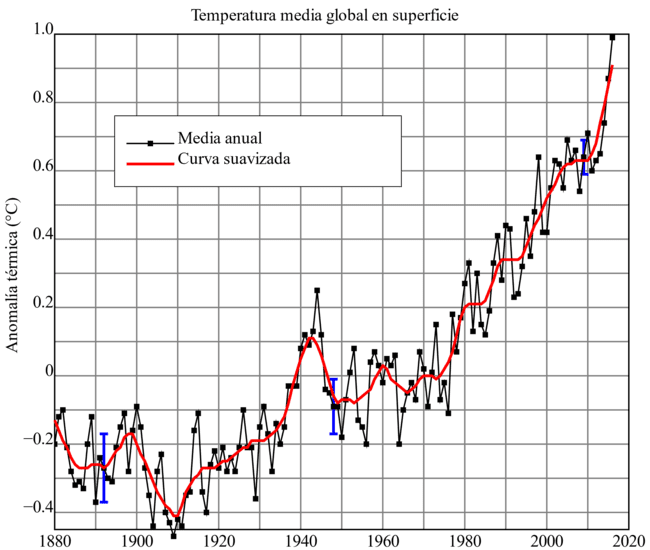 Temperatura media global en superficie
1.0
0.8
0.6
0.4
0.2
0
−0.2
−0.4
Media anual
Curva suavizada
Anomalia térmica (°C)
1880 1900 1920 1940 1960 1980 2000 2020